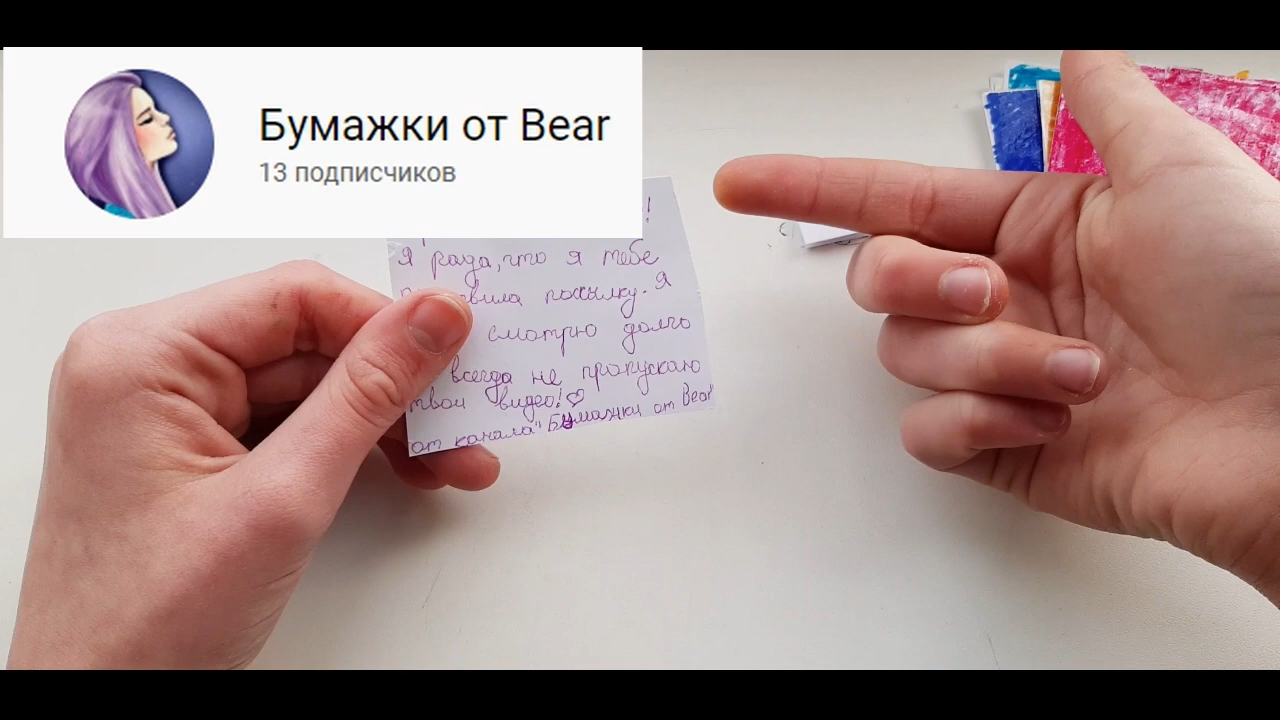 Бумажки от Bear
13 подписчиков
!
Я рада, что я тебе
посылку. Я
смотрю долго
всегда не пропускаю
твои видео!♡
от канала "Бумажки от Bear"